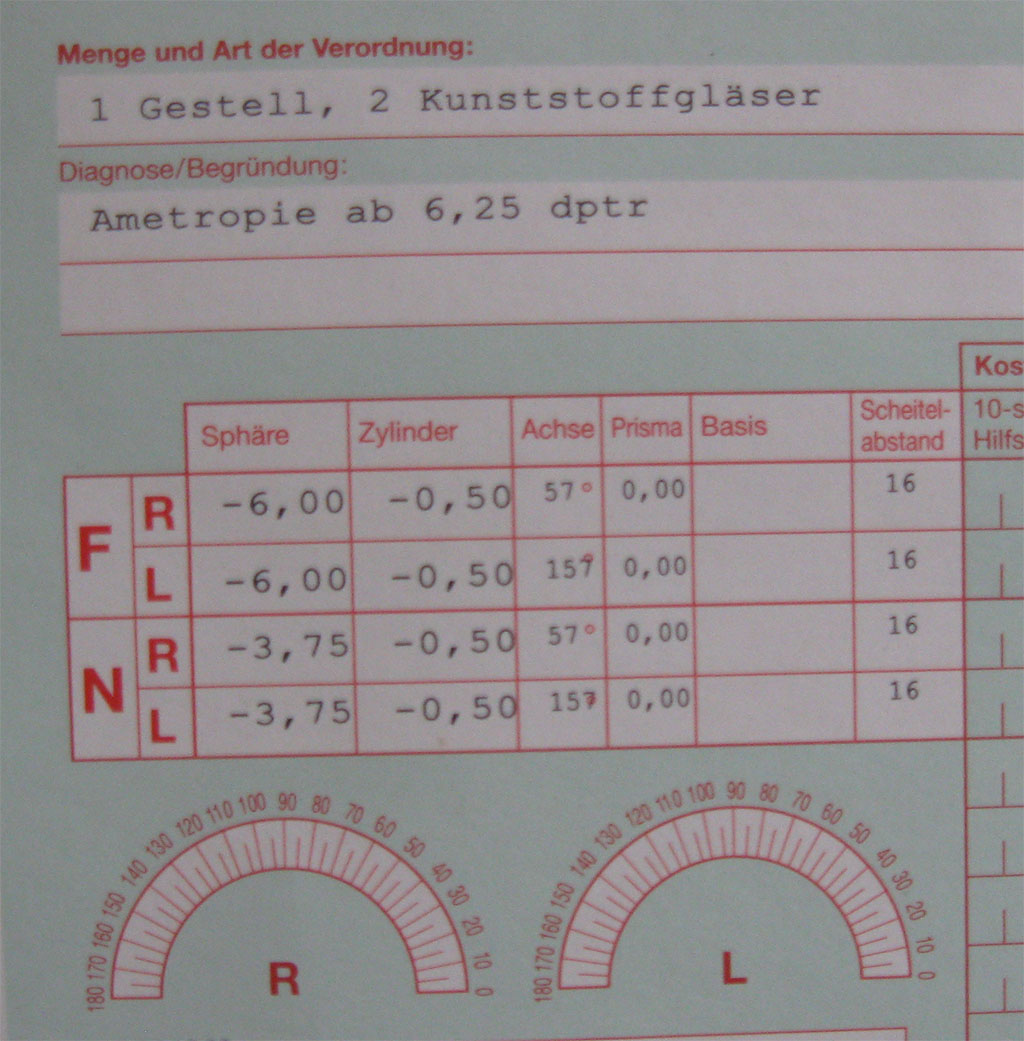 Menge und Art der Verordnung:
1 Gestell, 2 Kunststoffgläser
Diagnose/Begründung:
Ametropie ab 6,25 dptr
Kos
Sphäre Zylinder Achse Prisma Basis Scheitel-abstand 10-s Hilfs
F R -6,00 -0,50 57° 0,00 16
L -6,00 -0,50 157 0,00 16
N R -3,75 -0,50 57° 0,00 16
L -3,75 -0,50 157 0,00 16
180 170 160 150 140 130 120 110 100 90 80 70 60 50 40 30 20 10 0
R
180 170 160 150 140 130 120 110 100 90 80 70 60 50 40 30 20 10 0
L